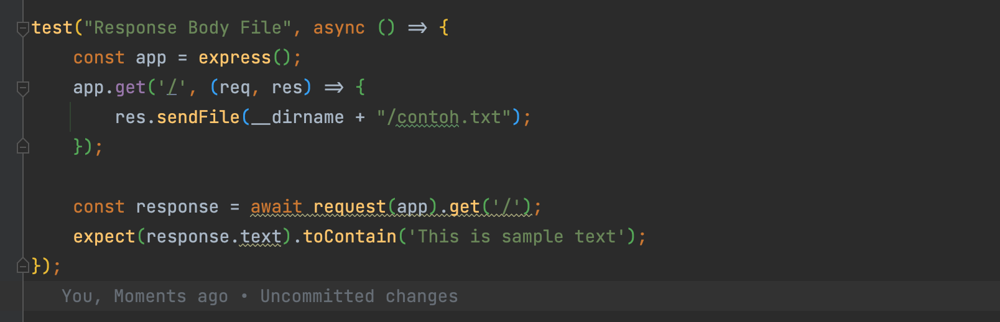 test("Response Body File", async () => {
    const app = express();
    app.get('/', (req, res) => {
        res.sendFile(__dirname + "/contoh.txt");
    });

    const response = await request(app).get('/');
    expect(response.text).toContain('This is sample text');
});
You, Moments ago • Uncommitted changes